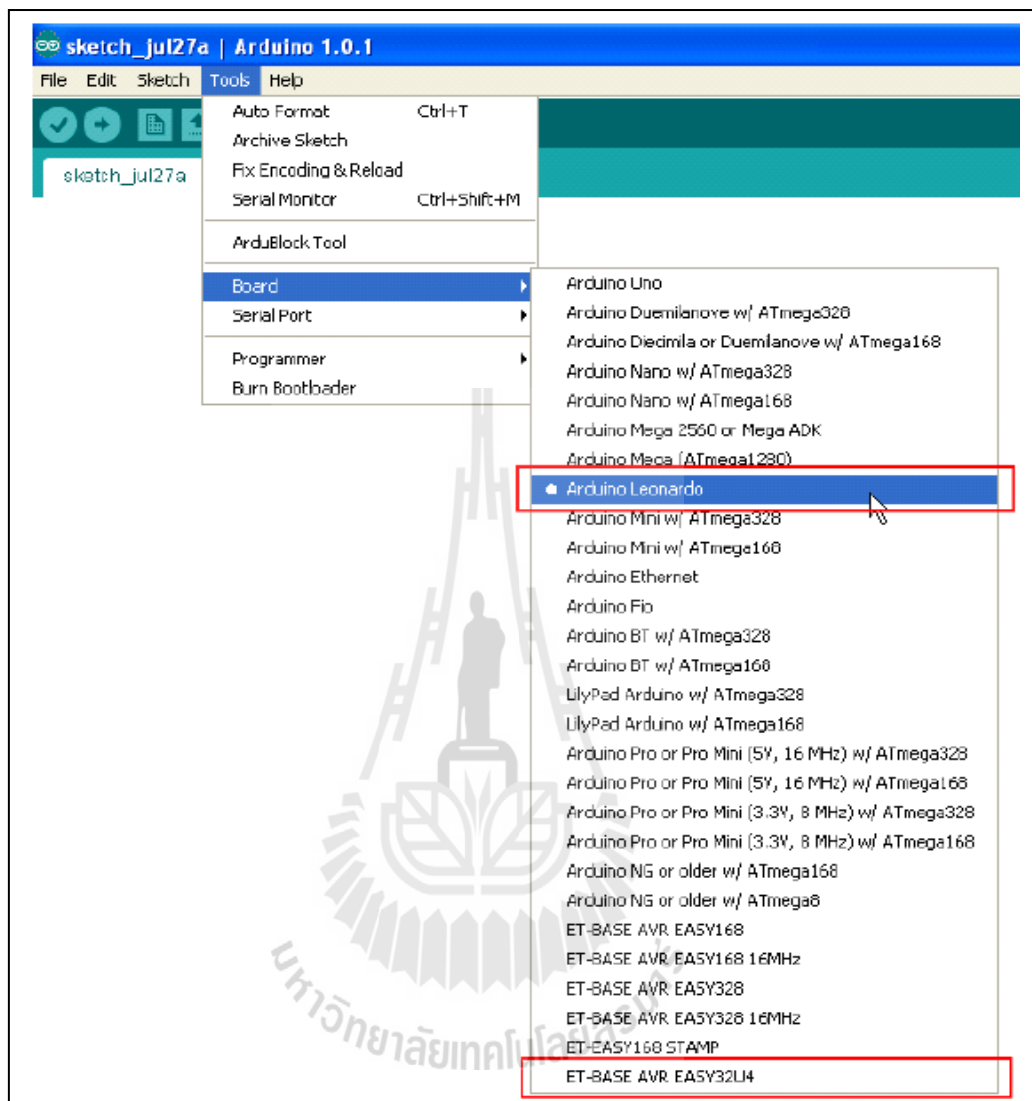 sketch_jul27a | Arduino 1.0.1
File Edit Sketch Tools Help
Auto Format Ctrl+T
Archive Sketch
sketch_jul27a
Fix Encoding & Reload
Serial Monitor Ctrl+Shift+M
ArduBlock Tool
Board
Serial Port
Programmer
Burn Bootloader
Arduino Uno
Arduino Duemilanove w/ ATmega328
Arduino Diecimila or Duemilanove w/ ATmega168
Arduino Nano w/ ATmega328
Arduino Nano w/ ATmega168
Arduino Mega 2560 or Mega ADK
Arduino Mega (ATmega1280)
Arduino Leonardo
Arduino Mini w/ ATmega328
Arduino Mini w/ ATmega168
Arduino Ethernet
Arduino Fio
Arduino BT w/ ATmega328
Arduino BT w/ ATmega168
LilyPad Arduino w/ ATmega328
LilyPad Arduino w/ ATmega168
Arduino Pro or Pro Mini (5V, 16 MHz) w/ ATmega328
Arduino Pro or Pro Mini (5V, 16 MHz) w/ ATmega168
Arduino Pro or Pro Mini (3.3V, 8 MHz) w/ ATmega328
Arduino Pro or Pro Mini (3.3V, 8 MHz) w/ ATmega168
Arduino NG or older w/ ATmega168
Arduino NG or older w/ ATmega8
ET-BASE AVR EASY168
ET-BASE AVR EASY168 16MHz
ET-BASE AVR EASY328
ET-BASE AVR EASY328 16MHz
ET-EASY168 STAMP
ET-BASE AVR EASY32U4
มหาวิทยาลัยเทคโนโลยีสุรนารี